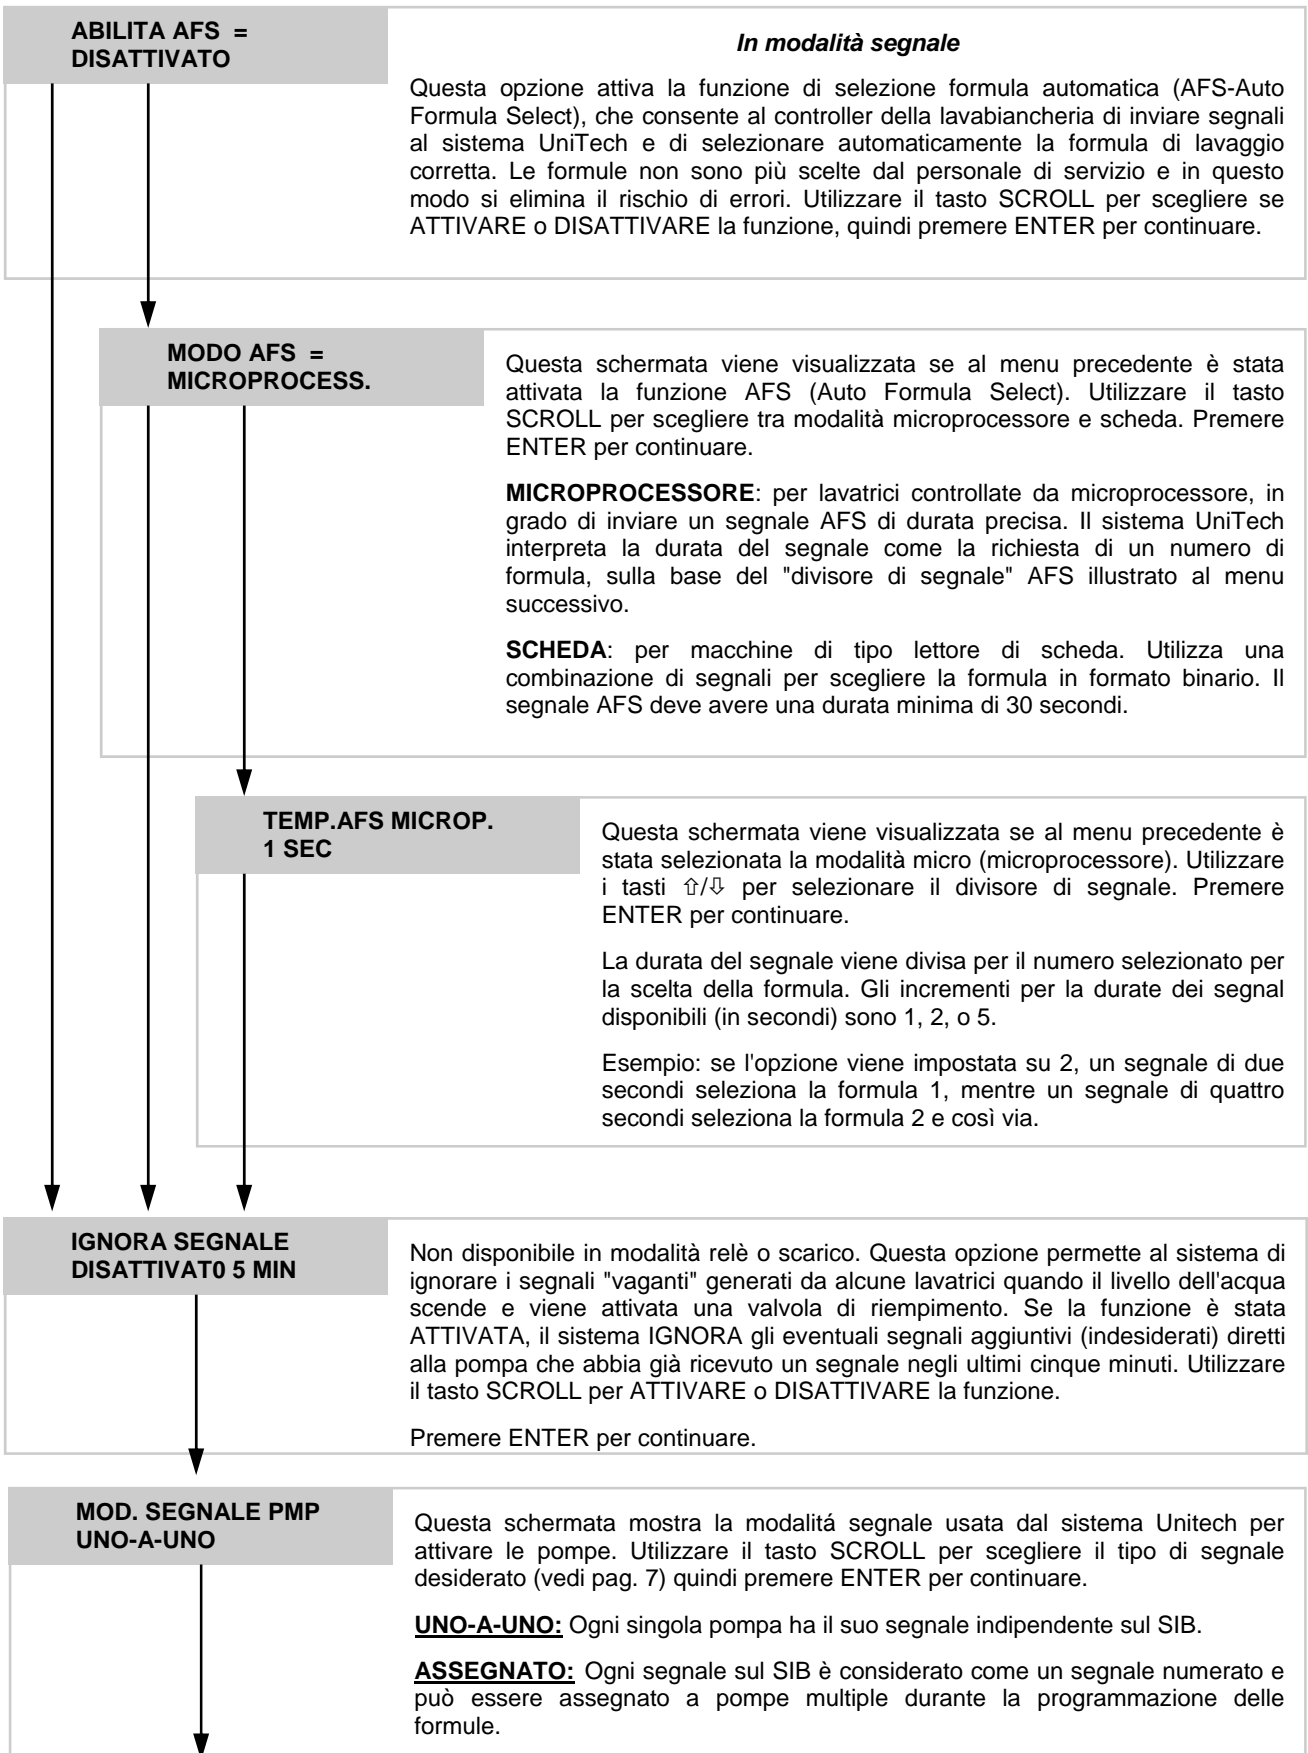 ABILITA AFS =
DISATTIVATO
In modalità segnale
Questa opzione attiva la funzione di selezione formula automatica (AFS-Auto
Formula Select), che consente al controller della lavabiancheria di inviare segnali
al sistema UniTech e di selezionare automaticamente la formula di lavaggio
corretta. Le formule non sono più scelte dal personale di servizio e in questo
modo si elimina il rischio di errori. Utilizzare il tasto SCROLL per scegliere se
ATTIVARE o DISATTIVARE la funzione, quindi premere ENTER per continuare.
MODO AFS =
MICROPROCESS.
Questa schermata viene visualizzata se al menu precedente è stata
attivata la funzione AFS (Auto Formula Select). Utilizzare il tasto
SCROLL per scegliere tra modalità microprocessore e scheda. Premere
ENTER per continuare.
MICROPROCESSORE: per lavatrici controllate da microprocessore, in
grado di inviare un segnale AFS di durata precisa. Il sistema UniTech
interpreta la durata del segnale come la richiesta di un numero di
formula, sulla base del "divisore di segnale" AFS illustrato al menu
successivo.
SCHEDA: per macchine di tipo lettore di scheda. Utilizza una
combinazione di segnali per scegliere la formula in formato binario. Il
segnale AFS deve avere una durata minima di 30 secondi.
TEMP.AFS MICROP.
1 SEC
Questa schermata viene visualizzata se al menu precedente è
stata selezionata la modalità micro (microprocessore). Utilizzare
i tasti ⇧/⇩ per selezionare il divisore di segnale. Premere
ENTER per continuare.
La durata del segnale viene divisa per il numero selezionato per
la scelta della formula. Gli incrementi per la durate dei segnal
disponibili (in secondi) sono 1, 2, o 5.
Esempio: se l'opzione viene impostata su 2, un segnale di due
secondi seleziona la formula 1, mentre un segnale di quattro
secondi seleziona la formula 2 e così via.
IGNORA SEGNALE
DISATTIVAT0 5 MIN
Non disponibile in modalità relè o scarico. Questa opzione permette al sistema di
ignorare i segnali "vaganti" generati da alcune lavatrici quando il livello dell'acqua
scende e viene attivata una valvola di riempimento. Se la funzione è stata
ATTIVATA, il sistema IGNORA gli eventuali segnali aggiuntivi (indesiderati) diretti
alla pompa che abbia già ricevuto un segnale negli ultimi cinque minuti. Utilizzare
il tasto SCROLL per ATTIVARE o DISATTIVARE la funzione.
Premere ENTER per continuare.
MOD. SEGNALE PMP
UNO-A-UNO
Questa schermata mostra la modalitá segnale usata dal sistema Unitech per
attivare le pompe. Utilizzare il tasto SCROLL per scegliere il tipo di segnale
desiderato (vedi pag. 7) quindi premere ENTER per continuare.
UNO-A-UNO: Ogni singola pompa ha il suo segnale indipendente sul SIB.
ASSEGNATO: Ogni segnale sul SIB è considerato come un segnale numerato e
può essere assegnato a pompe multiple durante la programmazione delle
formule.